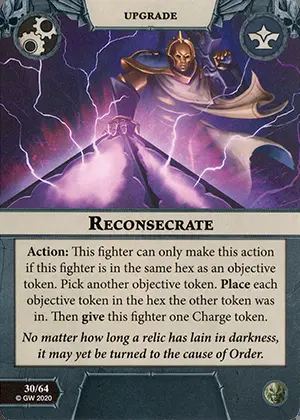 UPGRADE
RECONSECRATE
Action: This fighter can only make this action
if this fighter is in the same hex as an objective
token. Pick another objective token. Place each
objective token in the hex the other token was
in. Then give this fighter one Charge token.
No matter how long a relic has lain in darkness,
it may yet be turned to the cause of Order.
30/64
© GW 2020